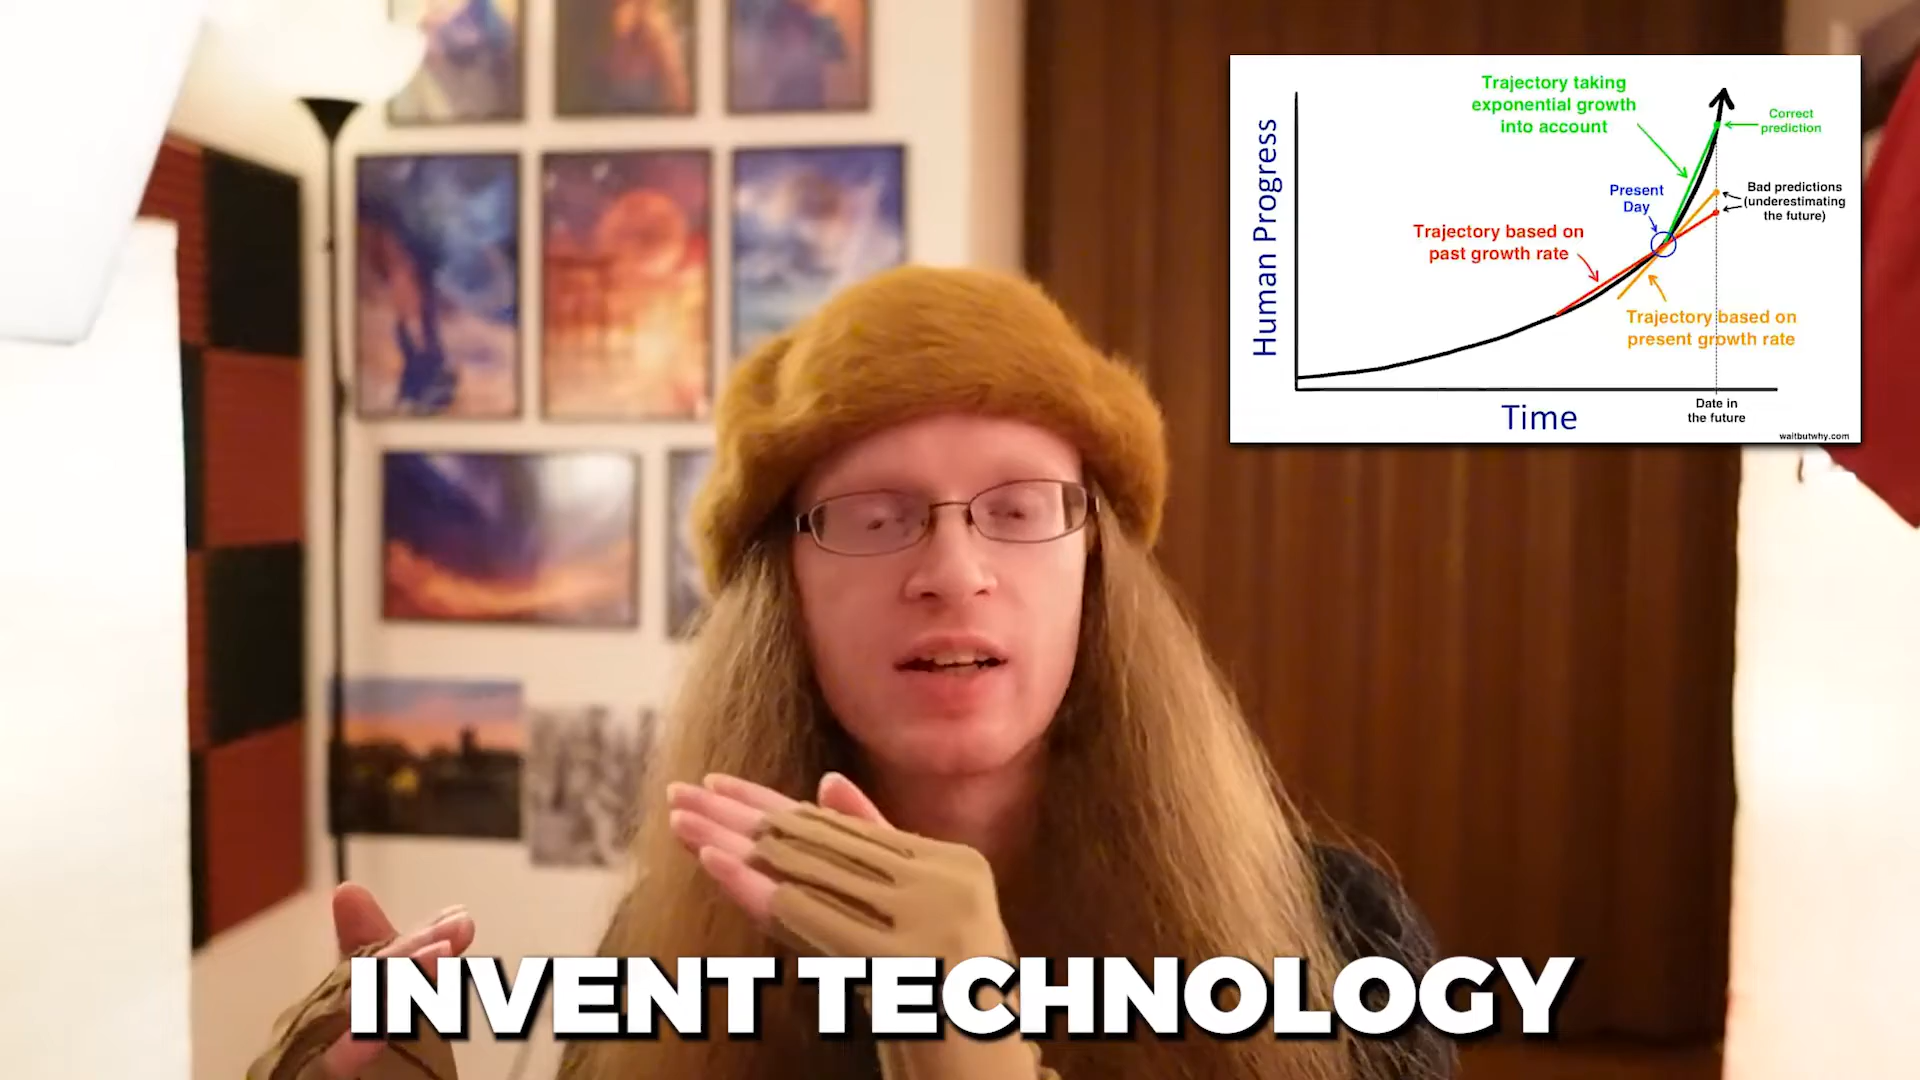 Trajectory taking
exponential growth
into account
Correct
prediction
Present
Day
Bad predictions
(underestimating
the future)
Trajectory based on
past growth rate
Trajectory based on
present growth rate
Human Progress
Time
Date in
the future
waitbutwhy.com
INVENT TECHNOLOGY